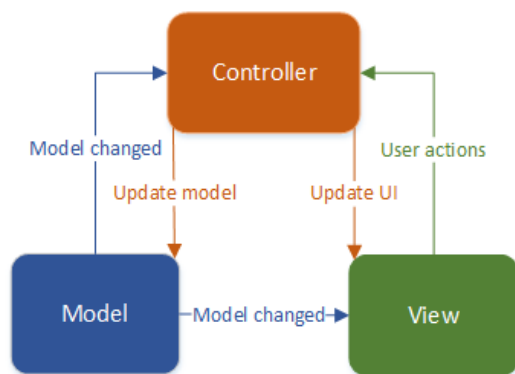 Controller
Model changed
User actions
Update model
Update UI
Model
Model changed
View